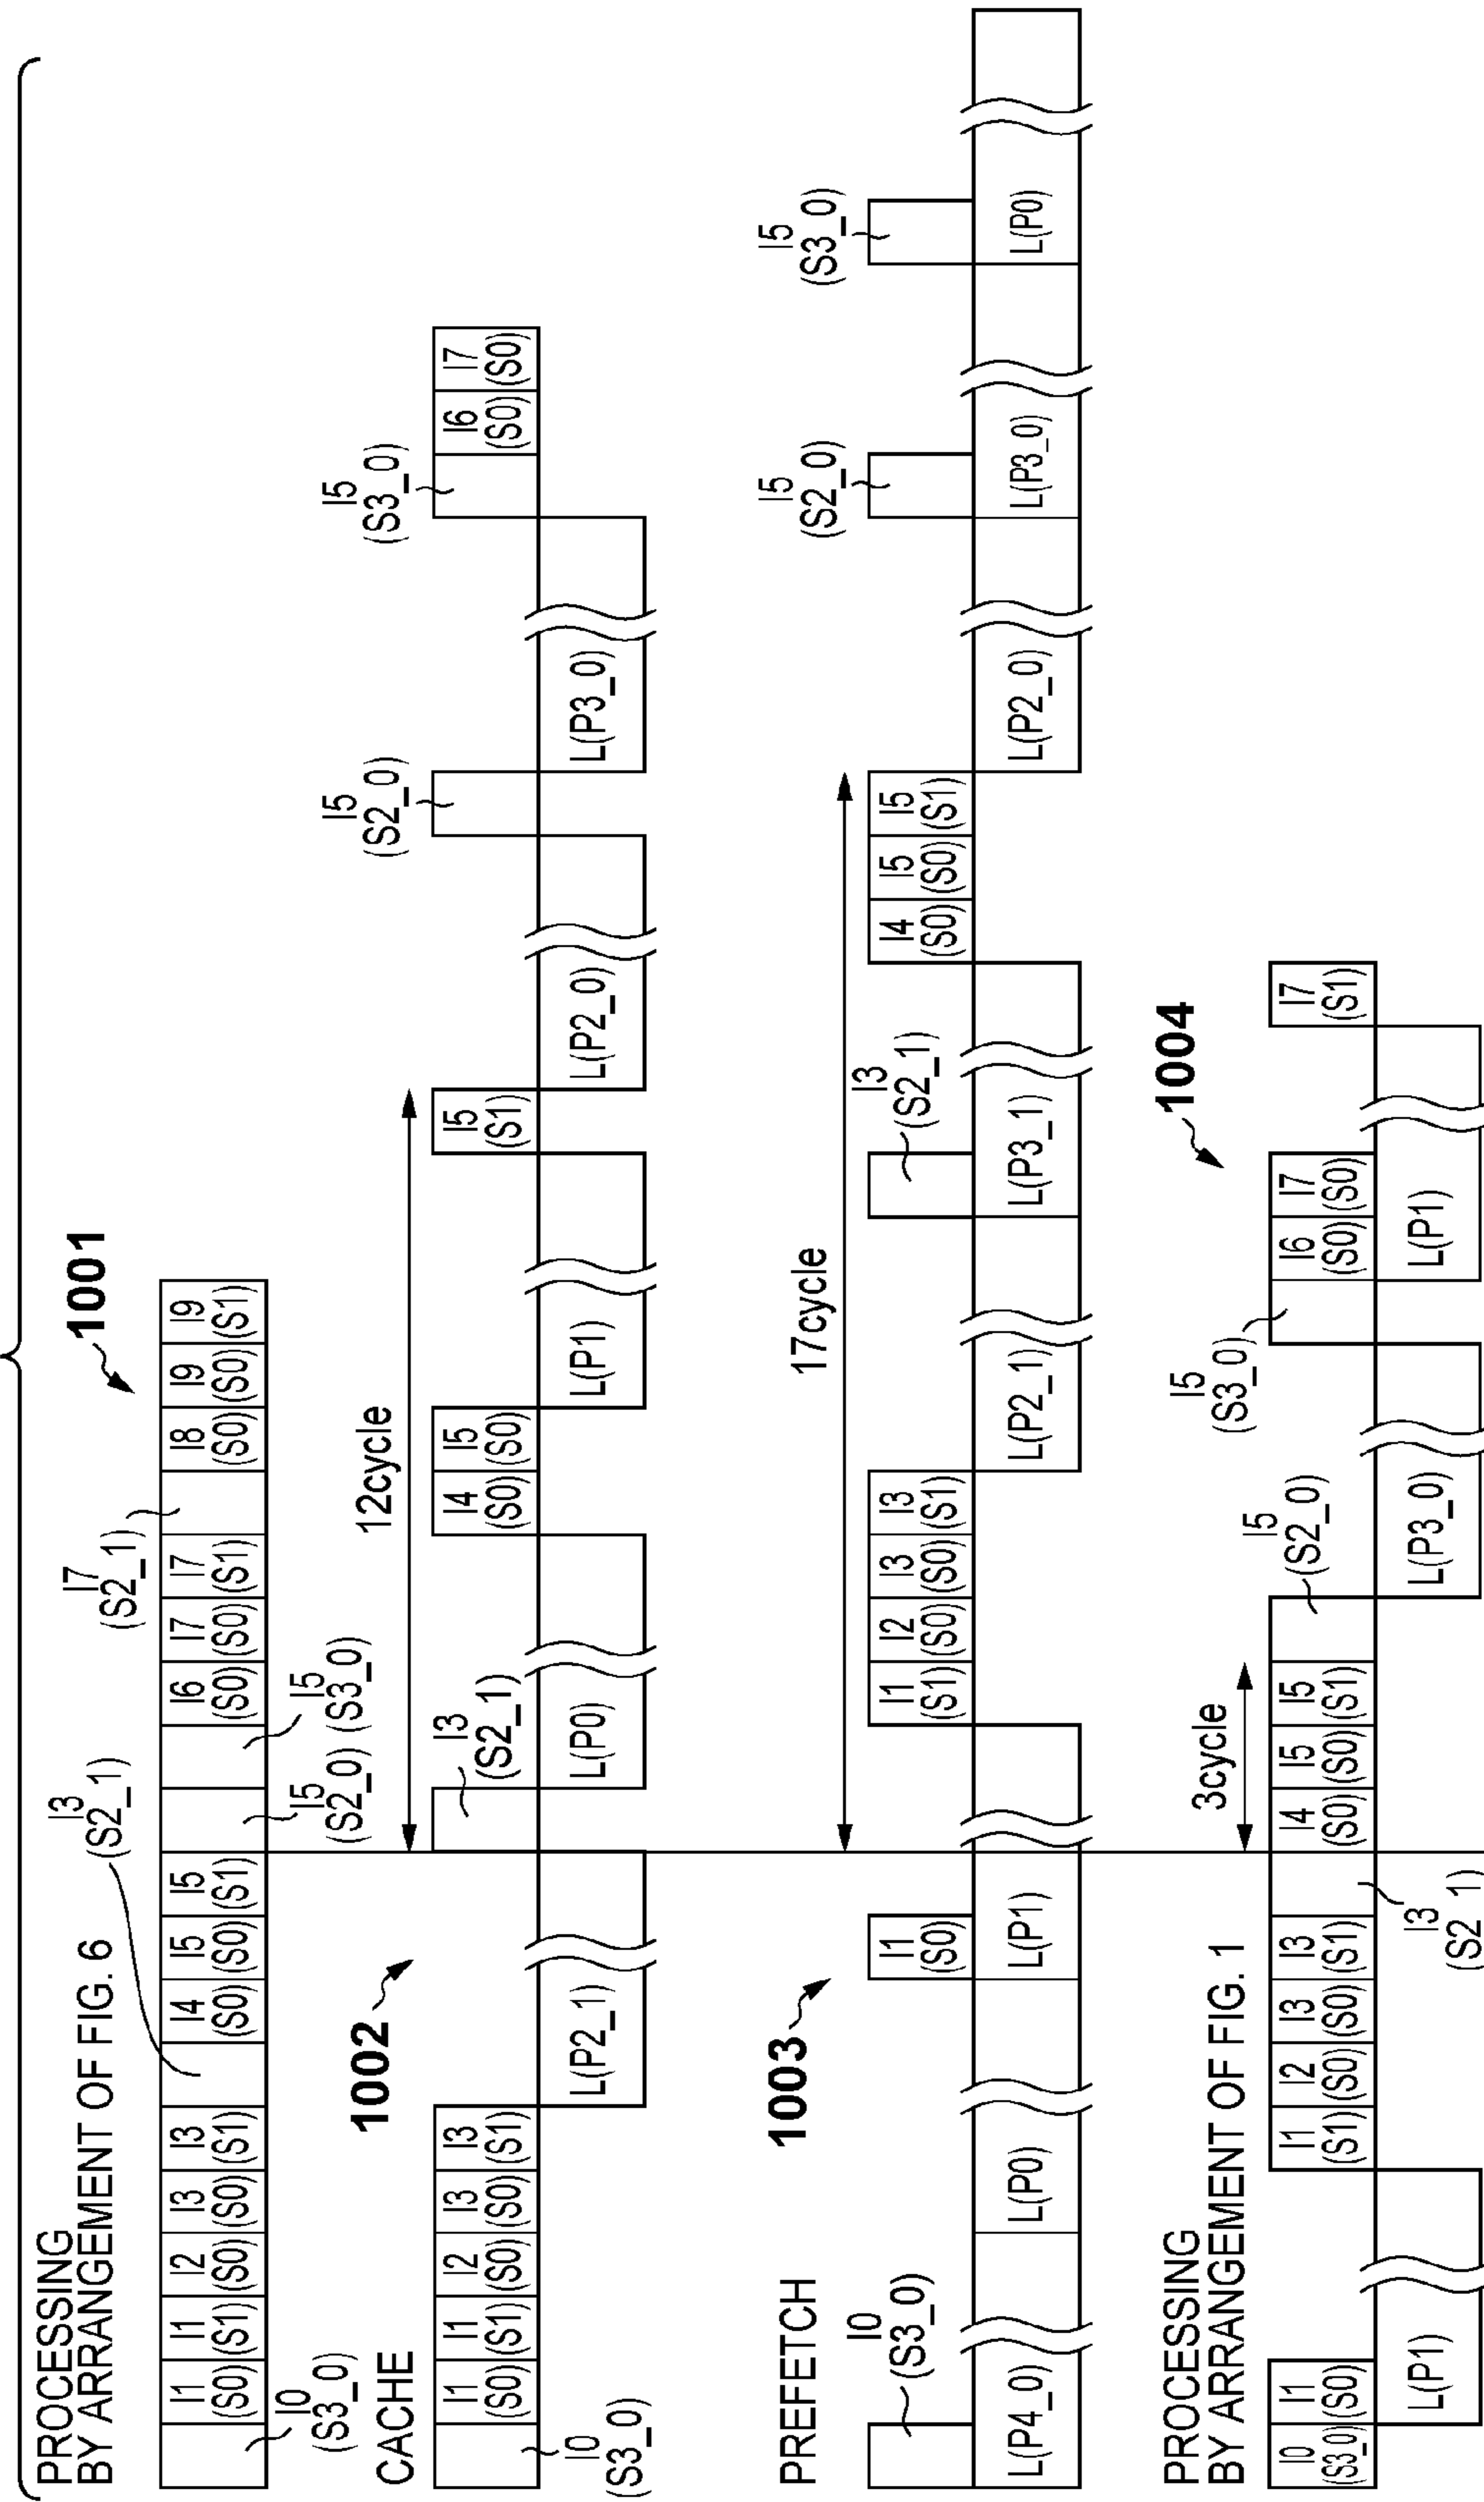 PROCESSING
BY ARRANGEMENT OF FIG. 6
1001
I0
(S3_0)
I1
(S0)
I1
(S1)
I2
(S0)
I3
(S0)
I3
(S1)
I3
(S2_1)
I4
(S0)
I5
(S0)
I5
(S1)
I5
(S2_0)
I5
(S3_0)
I6
(S0)
I7
(S0)
I7
(S1)
I7
(S2_1)
I8
(S0)
I9
(S0)
I9
(S1)
CACHE
1002
12cycle
I0
(S3_0)
I1
(S0)
I1
(S1)
I2
(S0)
I3
(S0)
I3
(S1)
L(P2_1)
I3
(S2_1)
L(P0)
I4
(S0)
I5
(S0)
L(P1)
I5
(S1)
L(P2_0)
I5
(S2_0)
L(P3_0)
I5
(S3_0)
I6
(S0)
I7
(S0)
PREFETCH
1003
17cycle
I0
(S3_0)
L(P4_0)
L(P0)
I1
(S0)
L(P1)
I1
(S1)
I2
(S0)
I3
(S0)
I3
(S1)
L(P2_1)
I3
(S2_1)
L(P3_1)
I4
(S0)
I5
(S0)
I5
(S1)
L(P2_0)
I5
(S2_0)
L(P3_0)
I5
(S3_0)
L(P0)
PROCESSING
BY ARRANGEMENT OF FIG. 1
1004
3cycle
I0
(S3_0)
I1
(S0)
L(P1)
I1
(S1)
I2
(S0)
I3
(S0)
I3
(S1)
I3
(S2_1)
I4
(S0)
I5
(S0)
I5
(S1)
I5
(S2_0)
L(P3_0)
I5
(S3_0)
I6
(S0)
I7
(S0)
L(P1)
I7
(S1)